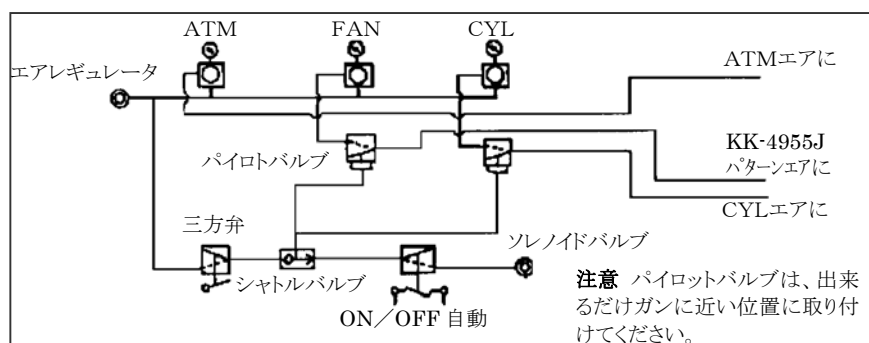 ATM FAN CYL
エアレギュレータ
ATMエアに
パイロトバルブ
KK-4955J
パターンエアに
CYLエアに
三方弁
シャトルバルブ
ソレノイドバルブ
ON／OFF 自動
注意 パイロットバルブは、出来
るだけガンに近い位置に取り付
けてください。